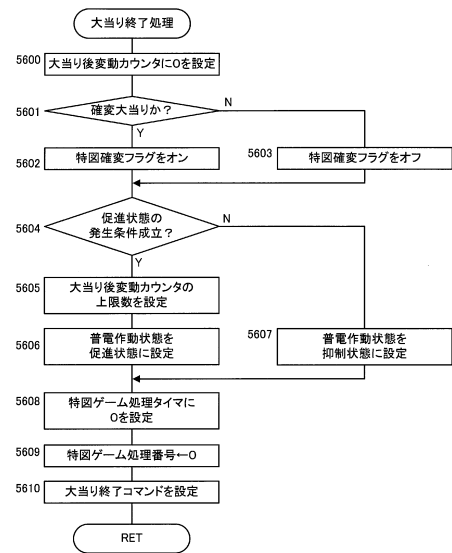 大当り終了処理
5600
大当り後変動カウンタに0を設定
5601
確変大当りか?
N
Y
5602
特図確変フラグをオン
5603
特図確変フラグをオフ
5604
促進状態の
発生条件成立?
N
Y
5605
大当り後変動カウンタの
上限数を設定
5606
普電作動状態を
促進状態に設定
5607
普電作動状態を
抑制状態に設定
5608
特図ゲーム処理タイマに
0を設定
5609
特図ゲーム処理番号←0
5610
大当り終了コマンドを設定
RET